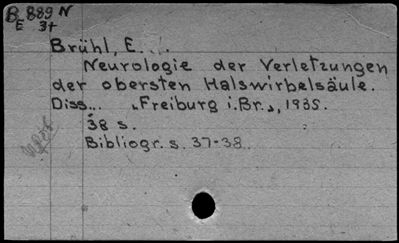 B 889 N
E 3+
Brühl, E.
Neurologie der Verletzungen
der obersten Halswirbelsäule.
Diss... „Freiburg i.Br.", 1935.
38 s.
Bibliogr. s. 37-38.